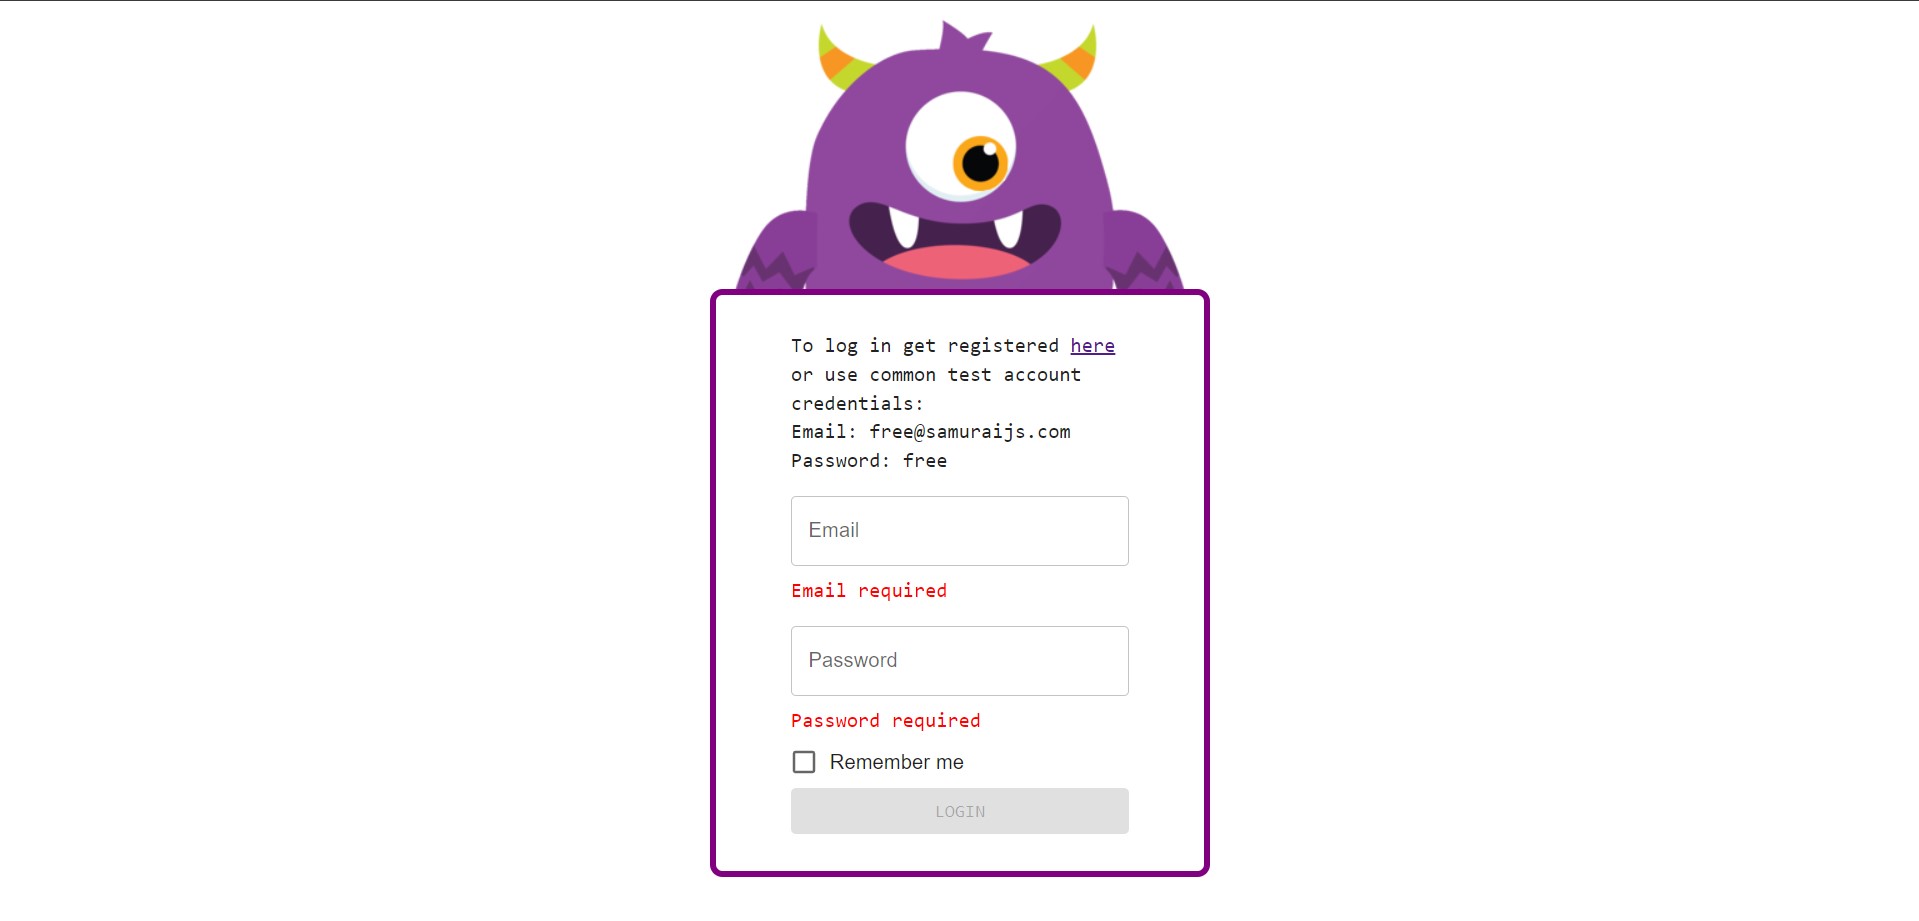 To log in get registered here
or use common test account
credentials:
Email: free@samuraijs.com
Password: free
Email
Email required
Password
Password required
Remember me
LOGIN